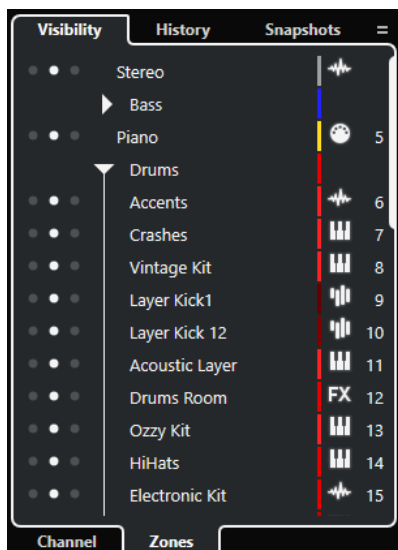 Visibility History Snapshots
Stereo
Bass
Piano 5
Drums
Accents 6
Crashes 7
Vintage Kit 8
Layer Kick1 9
Layer Kick 12 10
Acoustic Layer 11
Drums Room FX 12
Ozzy Kit 13
HiHats 14
Electronic Kit 15
Channel Zones